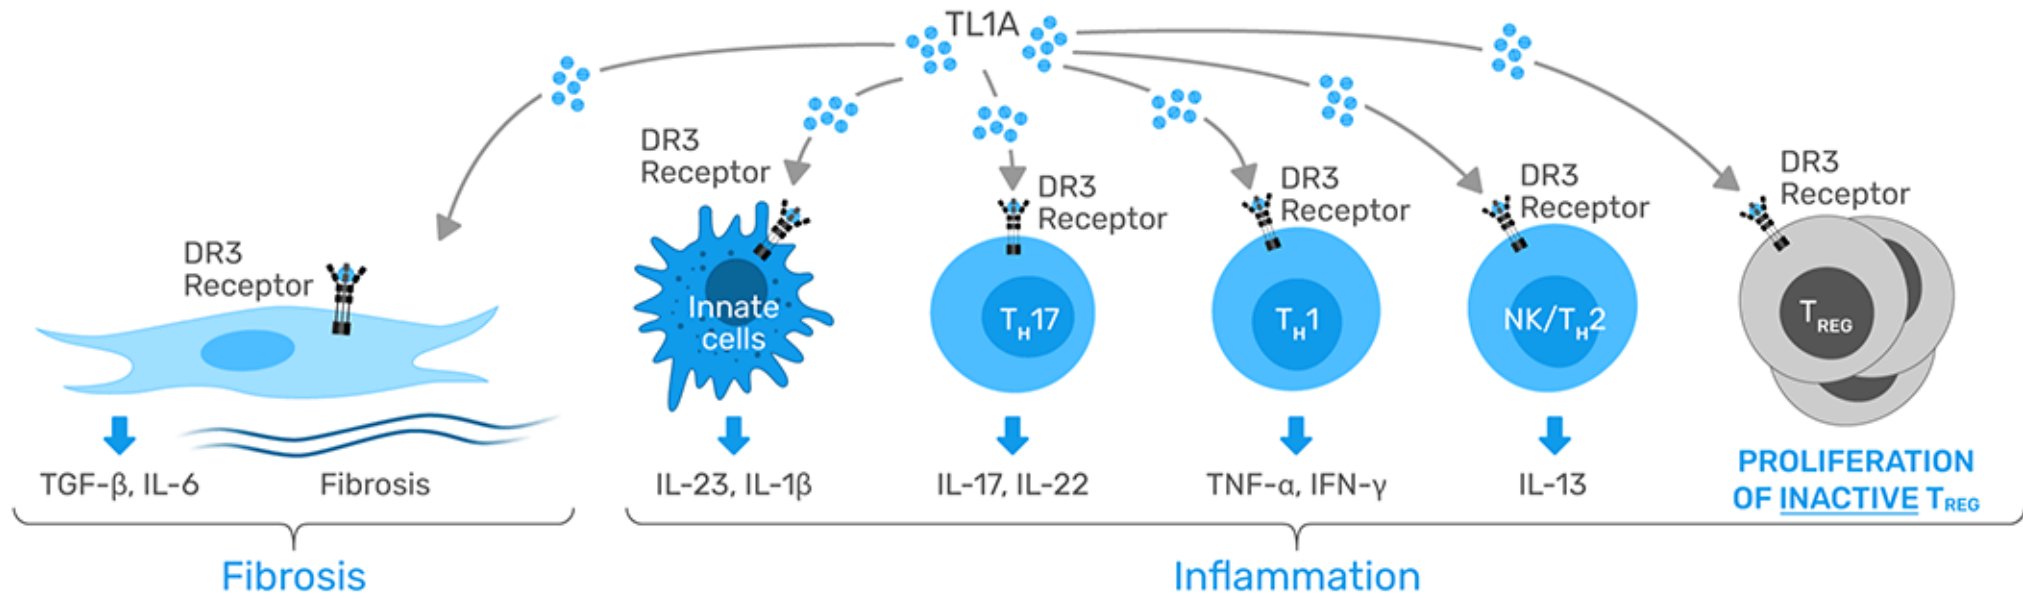 TL1A
DR3
Receptor
DR3
Receptor
DR3
Receptor
DR3
Receptor
DR3
Receptor
DR3
Receptor
Innate
cells
TH17
TH1
NK/TH2
TREG
TGF-β, IL-6
Fibrosis
IL-23, IL-1β
IL-17, IL-22
TNF-α, IFN-γ
IL-13
PROLIFERATION
OF INACTIVE TREG
Fibrosis
Inflammation